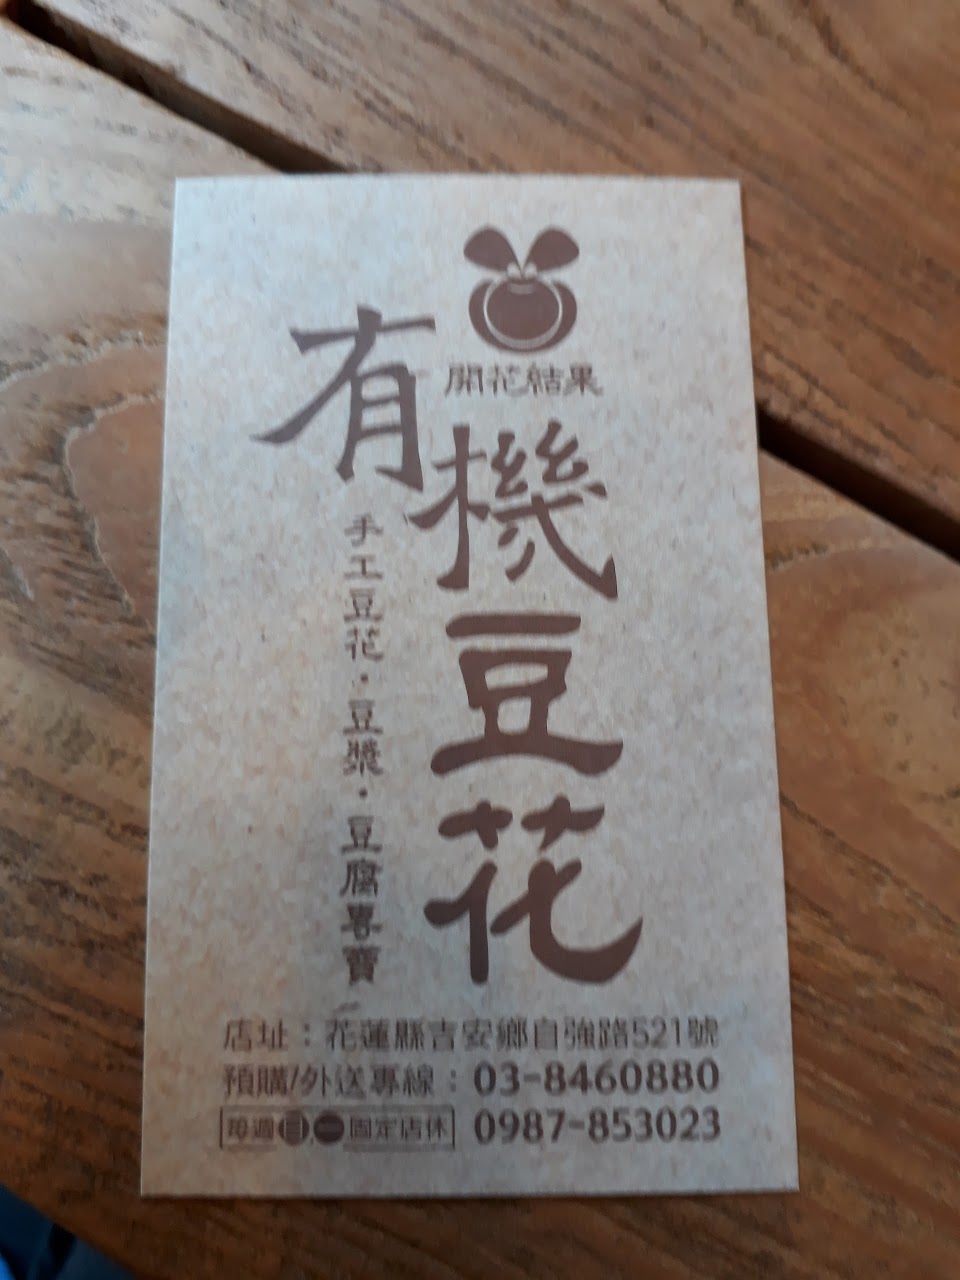 開花結果
有機豆花
手工豆花・豆漿・豆腐專賣
店址：花蓮縣吉安鄉自強路521號
預購/外送專線：03-8460880
0987-853023
每週日、一固定店休